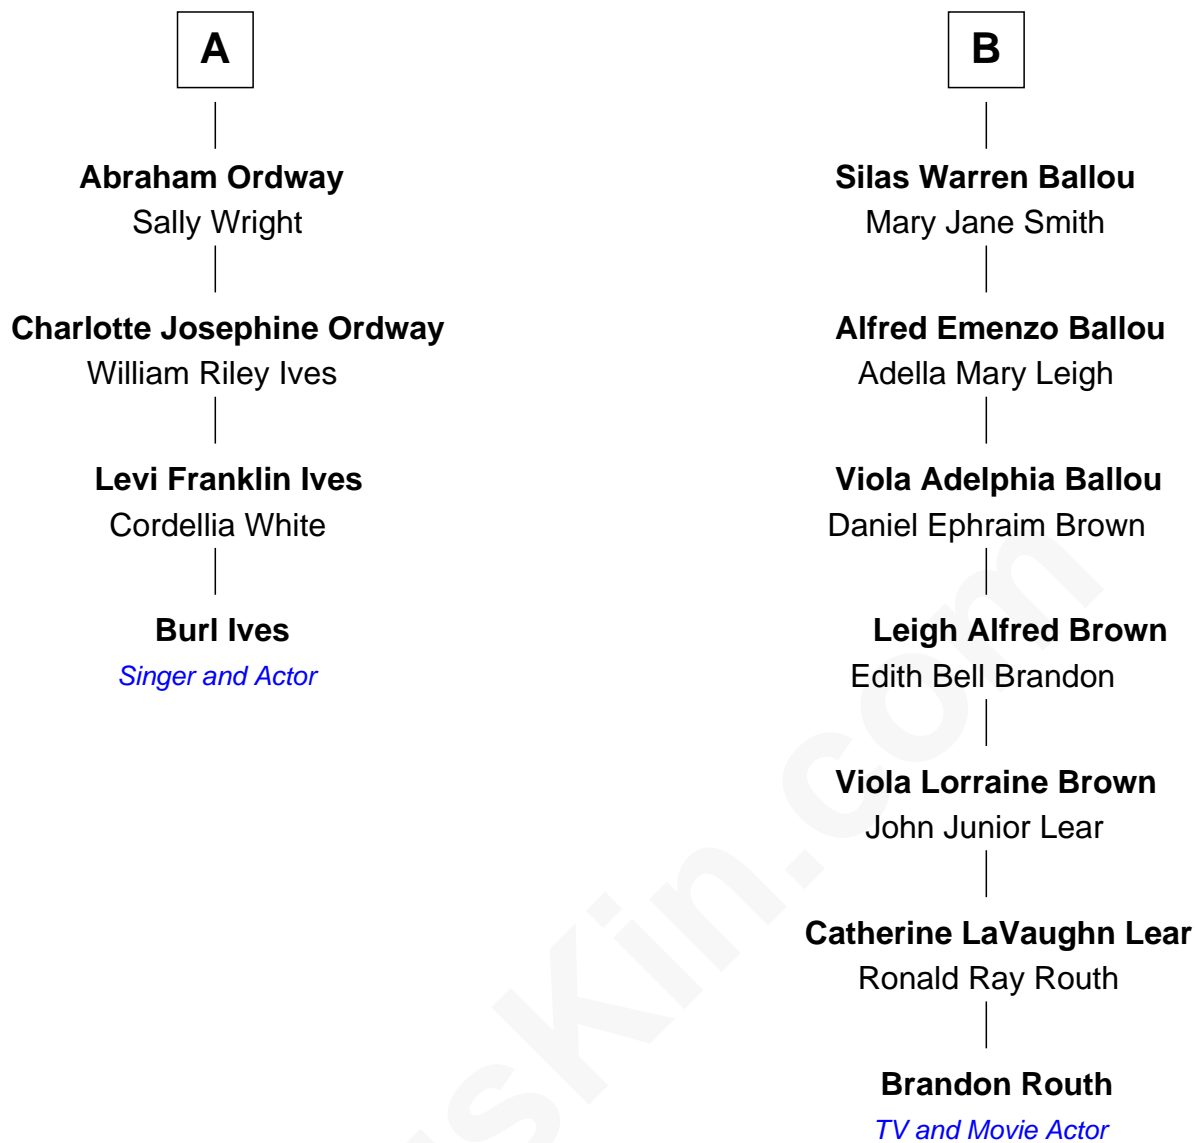 A
Abraham Ordway
Sally Wright
Charlotte Josephine Ordway
William Riley Ives
Levi Franklin Ives
Cordellia White
Burl Ives
Singer and Actor
B
Silas Warren Ballou
Mary Jane Smith
Alfred Emenzo Ballou
Adella Mary Leigh
Viola Adelphia Ballou
Daniel Ephraim Brown
Leigh Alfred Brown
Edith Bell Brandon
Viola Lorraine Brown
John Junior Lear
Catherine LaVaughn Lear
Ronald Ray Routh
Brandon Routh
TV and Movie Actor
usKin.com